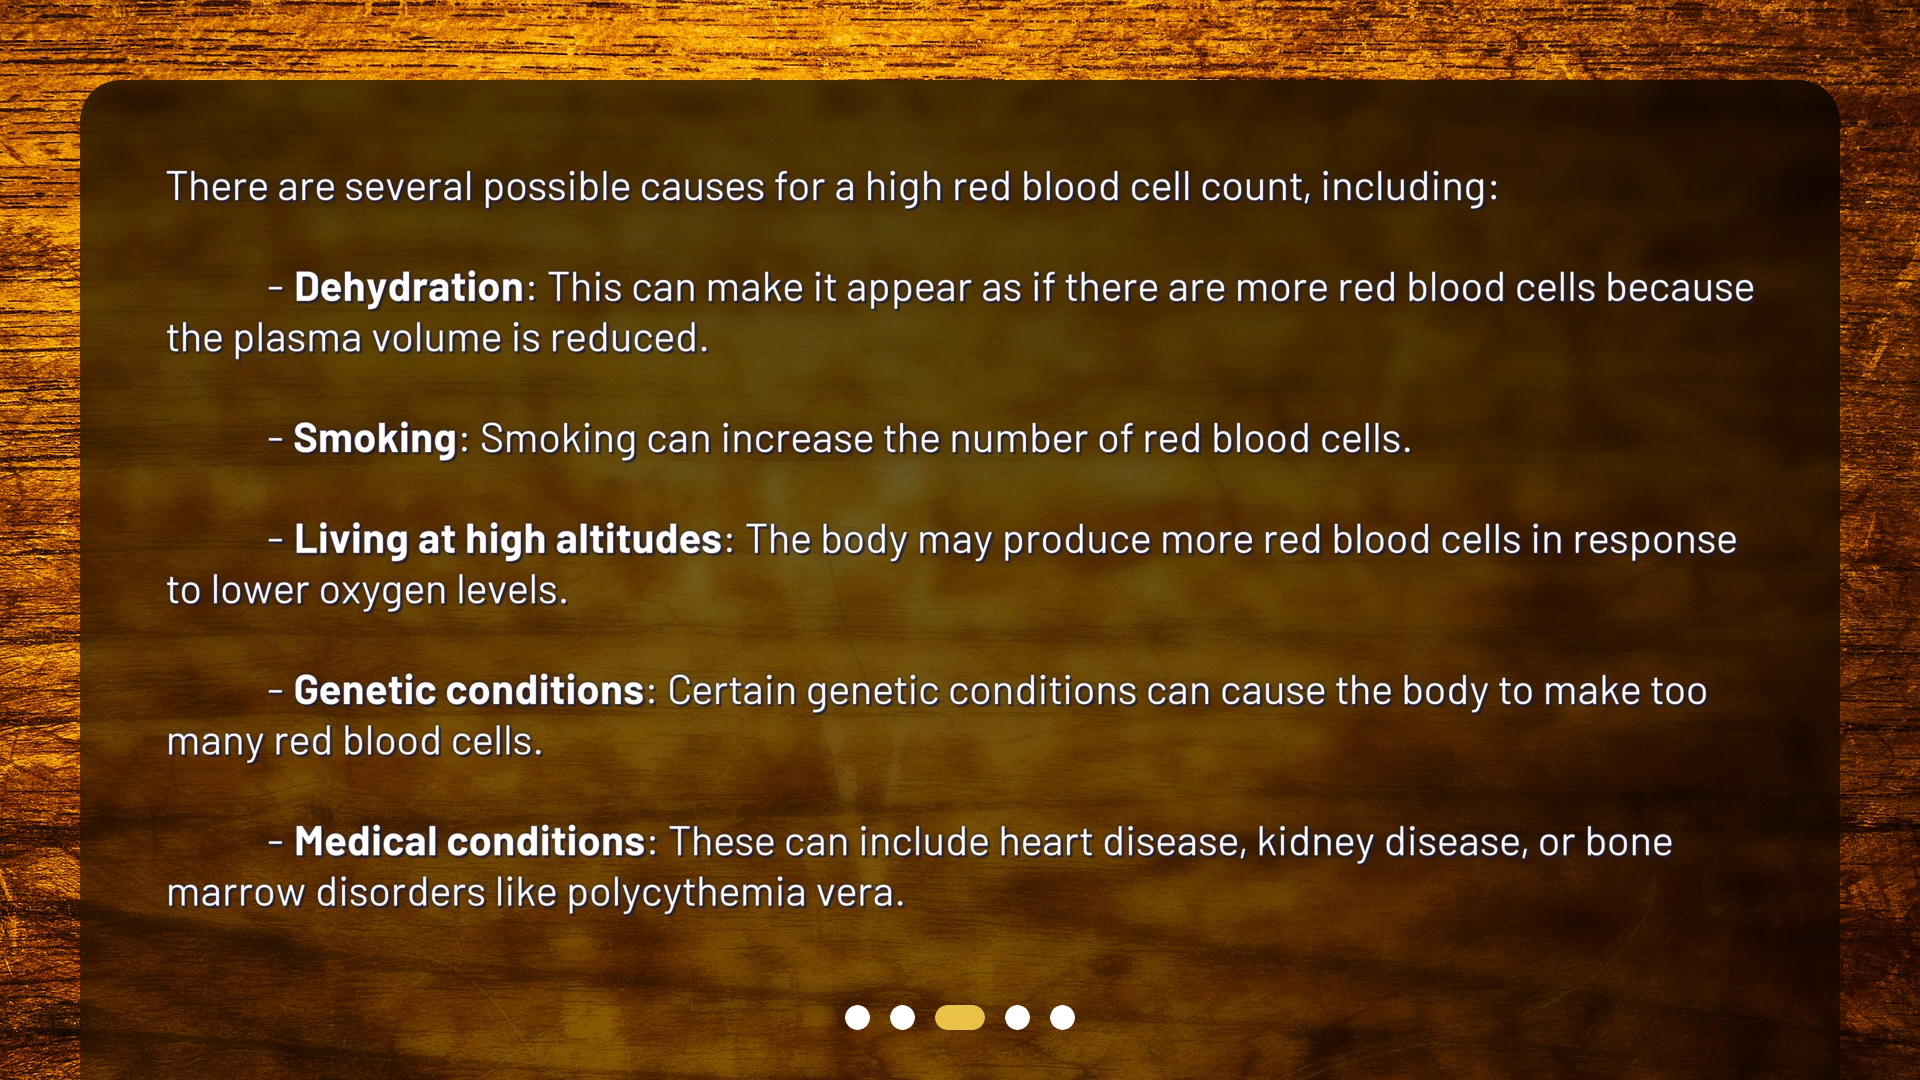 There are several possible causes for a high red blood cell count, including:
- Dehydration: This can make it appear as if there are more red blood cells because
the plasma volume is reduced.
- Smoking: Smoking can increase the number of red blood cells.
- Living at high altitudes: The body may produce more red blood cells in response
to lower oxygen levels.
- Genetic conditions: Certain genetic conditions can cause the body to make too
many red blood cells.
- Medical conditions: These can include heart disease, kidney disease, or bone
marrow disorders like polycythemia vera.